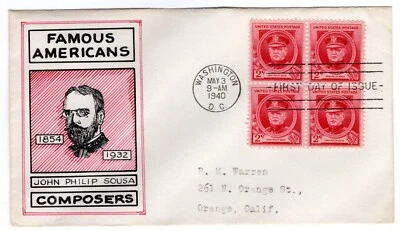 FAMOUS
AMERICANS
1854
1932
JOHN PHILIP SOUSA
COMPOSERS
WASHINGTON
MAY 3
9-AM
1940
D.C.
UNITED STATES POSTAGE
UNITED STATES POSTAGE
2¢
2¢
FIRST DAY OF ISSUE
UNITED STATES POSTAGE
UNITED STATES POSTAGE
2¢
2¢
R. M. Warren
261 N. Orange St.,
Orange, Calif.